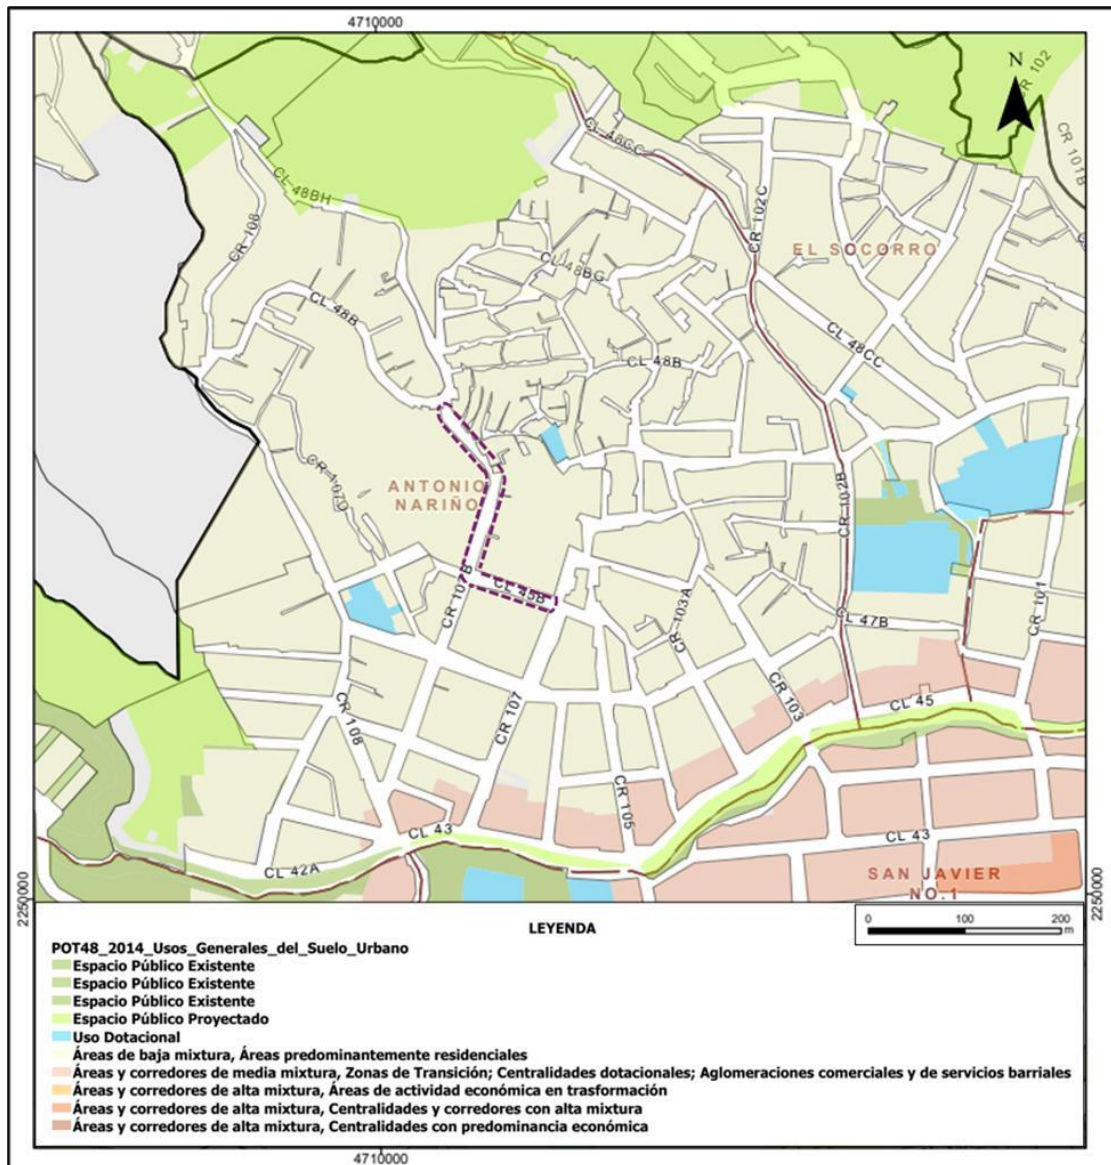 4710000
N
CR 102
CL 48CC
CR 101B
CR 102C
CL 48BH
CR 108
EL SOCORRO
CL 48BG
CL 48B
CL 48CC
CL 48B
ANTONIO
NARIÑO
CR 107D
CR 102B
CR 107B
CL 45B
CR 103A
CL 47B
CR 101
CR 108
CR 107
CR 103
CL 45
CR 105
CL 43
CL 43
CL 42A
SAN JAVIER
NO.1
2250000
2250000
0 100 200
m
LEYENDA
POT48_2014_Usos_Generales_del_Suelo_Urbano
Espacio Público Existente
Espacio Público Existente
Espacio Público Existente
Espacio Público Proyectado
Uso Dotacional
Áreas de baja mixtura, Áreas predominantemente residenciales
Áreas y corredores de media mixtura, Zonas de Transición; Centralidades dotacionales; Aglomeraciones comerciales y de servicios barriales
Áreas y corredores de alta mixtura, Áreas de actividad económica en trasformación
Áreas y corredores de alta mixtura, Centralidades y corredores con alta mixtura
Áreas y corredores de alta mixtura, Centralidades con predominancia económica
4710000